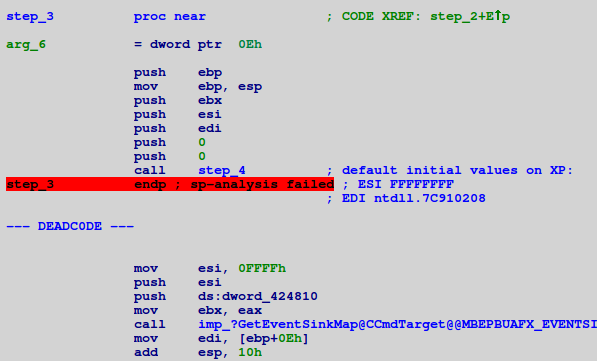 step_3 proc near ; CODE XREF: step_2+E↑p
arg_6 = dword ptr 0Eh
push ebp
mov ebp, esp
push ebx
push esi
push edi
push 0
push 0
call step_4 ; default initial values on XP:
step_3 endp ; sp-analysis failed ; ESI FFFFFFFF
; EDI ntdll.7C910208
--- DEADC0DE ---
mov esi, 0FFFFh
push esi
push ds:dword_424810
mov ebx, eax
call imp_?GetEventSinkMap@CCmdTarget@@MBEPBUAFX_EVENTSI
mov edi, [ebp+0Eh]
add esp, 10h